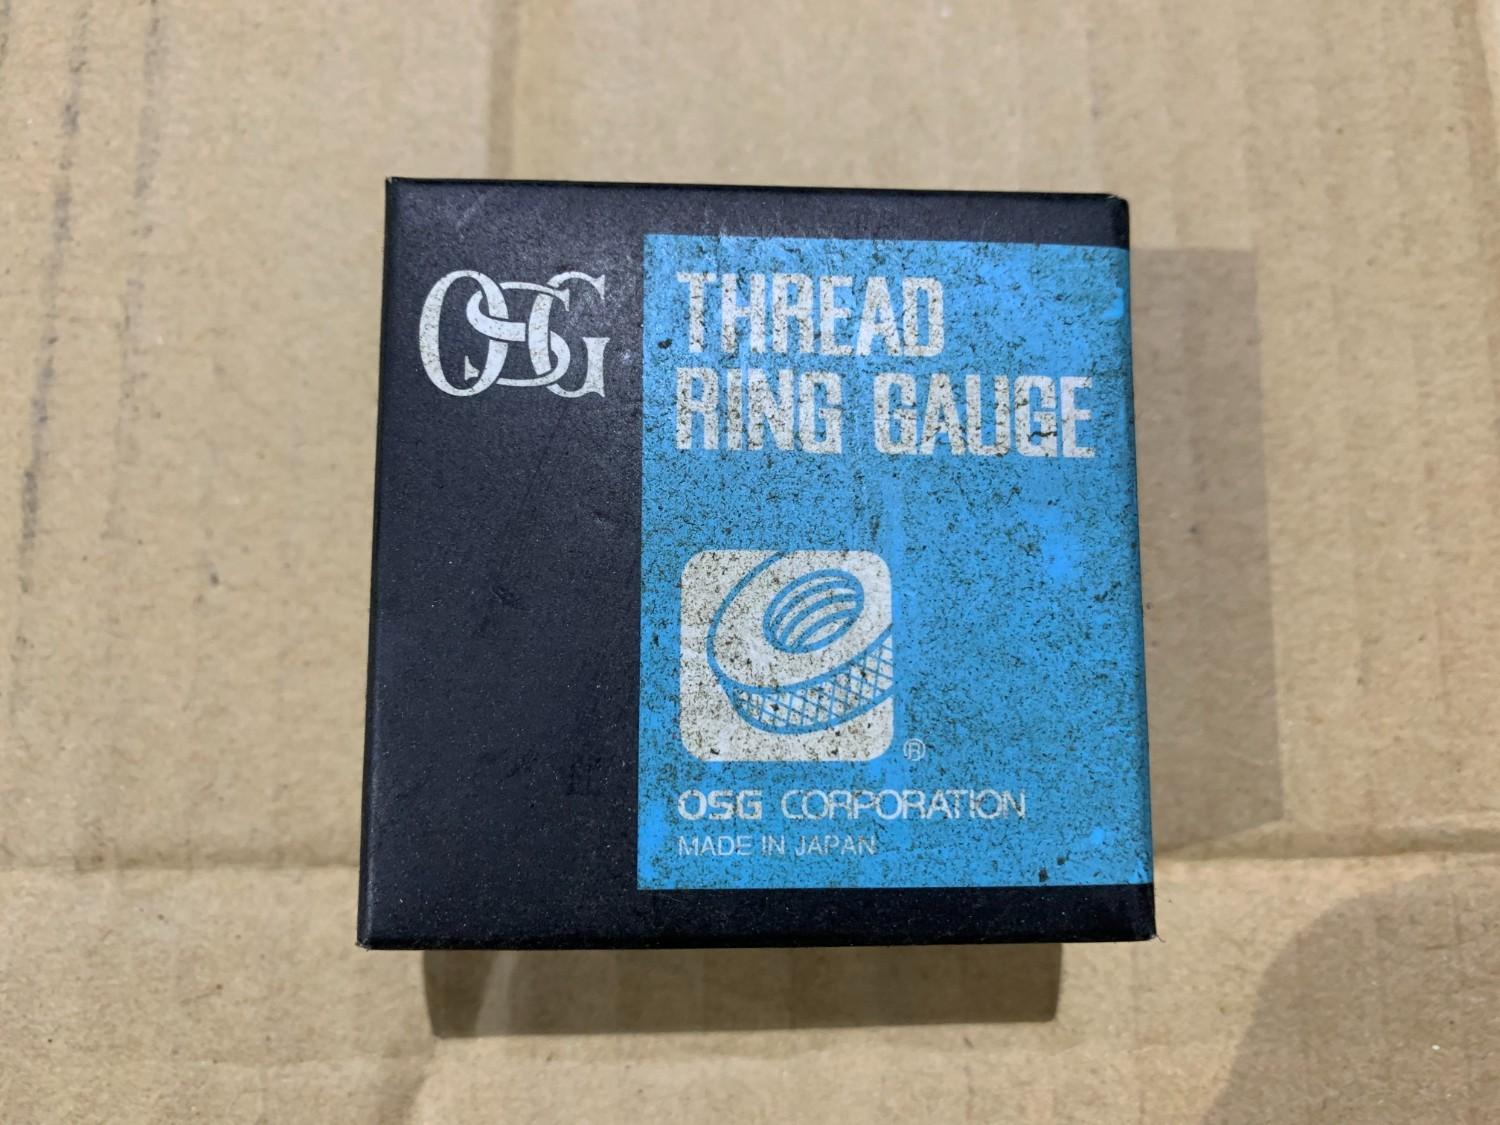 OSG
THREAD
RING GAUGE
®
OSG CORPORATION
MADE IN JAPAN